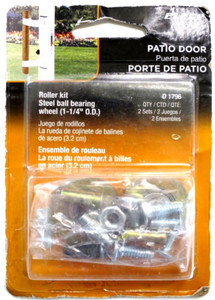 PATIO DOOR
Puerta de patio
PORTE DE PATIO
Roller kit
Steel ball bearing
wheel (1-1/4" O.D.)
Juego de rodillos
La rueda de cojinete de balines
de acero (3.2 cm)
Ensemble de rouleau
La roue du roulement à billes
en acier (3.2 cm)
D 1796
QTY / CTD / QTÉ:
2 Sets / 2 Juegos /
2 Ensembles